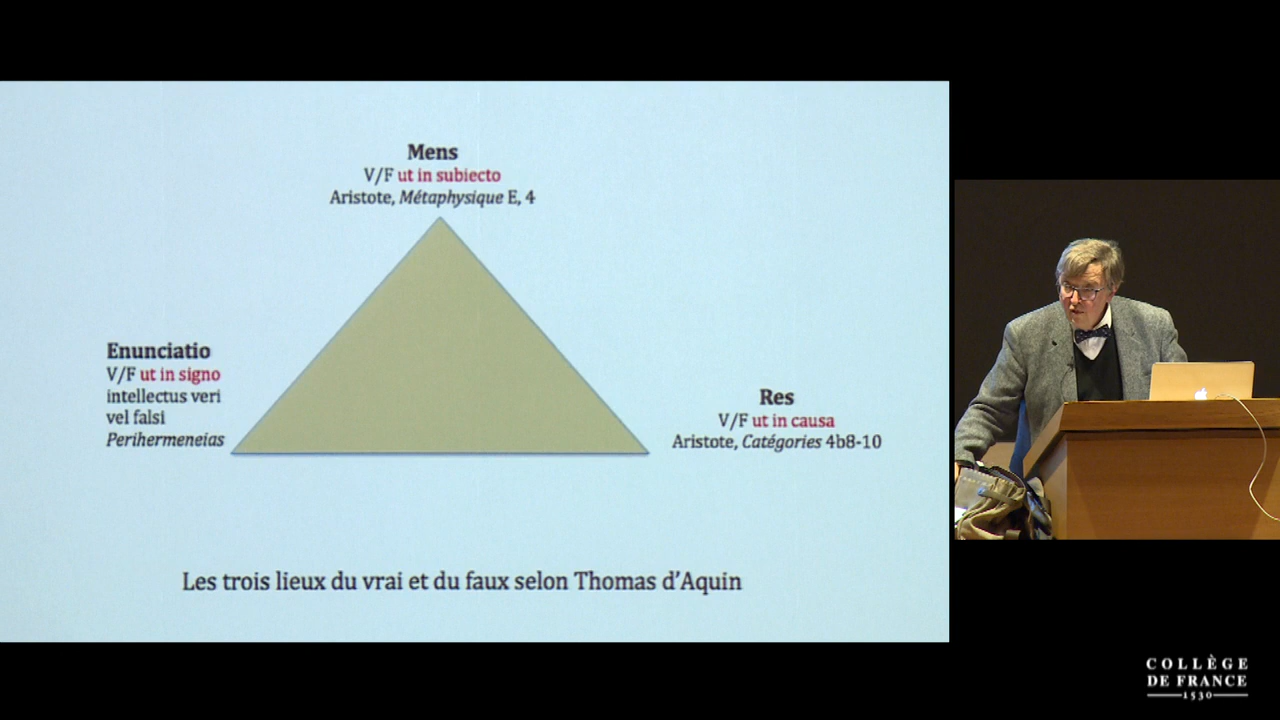 Mens
V/F ut in subiecto
Aristote, Métaphysique E, 4
Enunciatio
V/F ut in signo
intellectus veri
vel falsi
Perihermeneias
Res
V/F ut in causa
Aristote, Catégories 4b8-10
Les trois lieux du vrai et du faux selon Thomas d'Aquin
COLLÈGE
DE FRANCE
1530